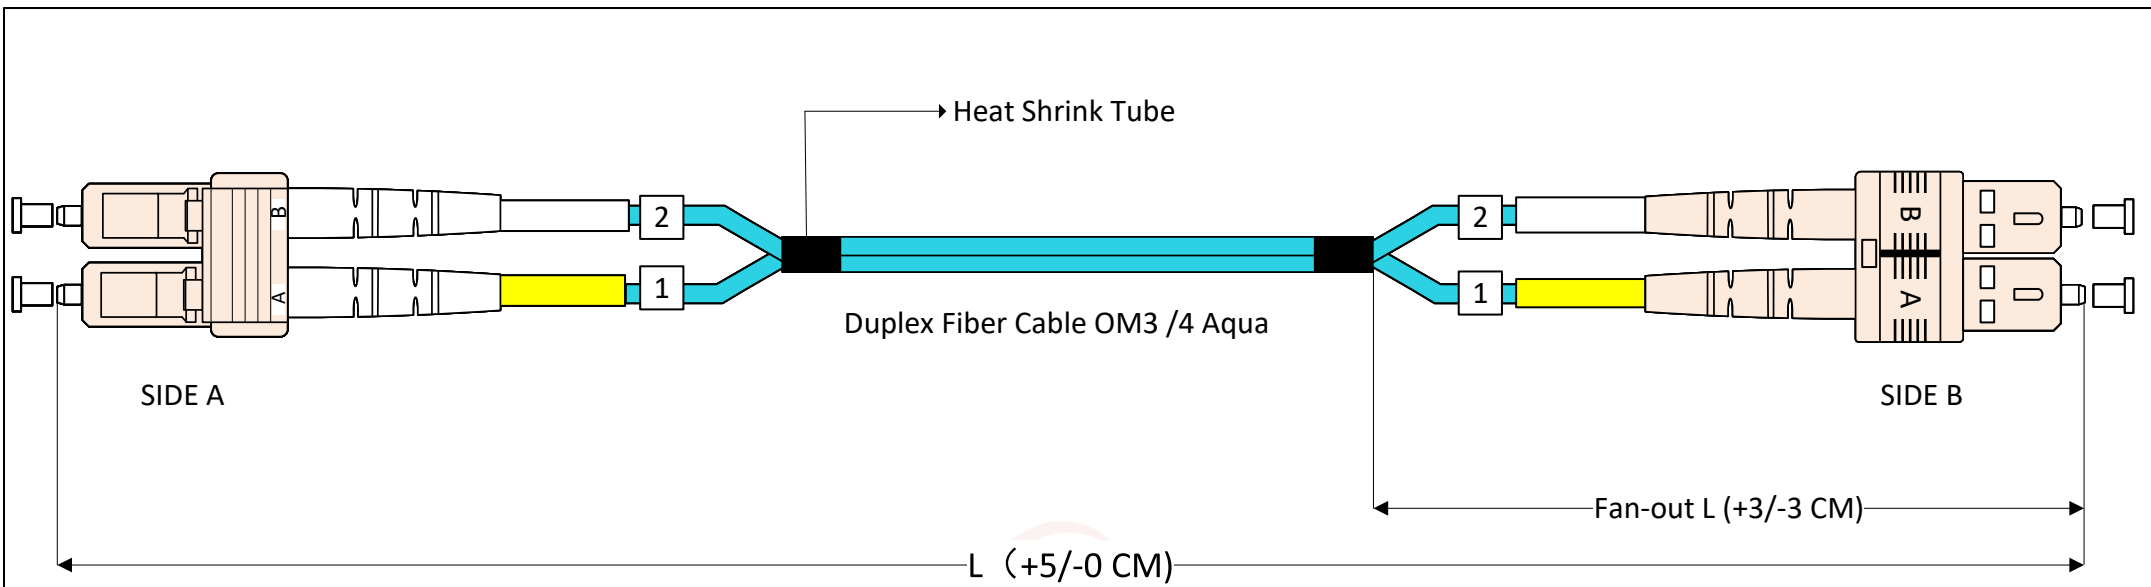 Heat Shrink Tube
B
2
2
B
A
1
1
A
Duplex Fiber Cable OM3 /4 Aqua
SIDE A
SIDE B
Fan-out L (+3/-3 CM)
L（+5/-0 CM)